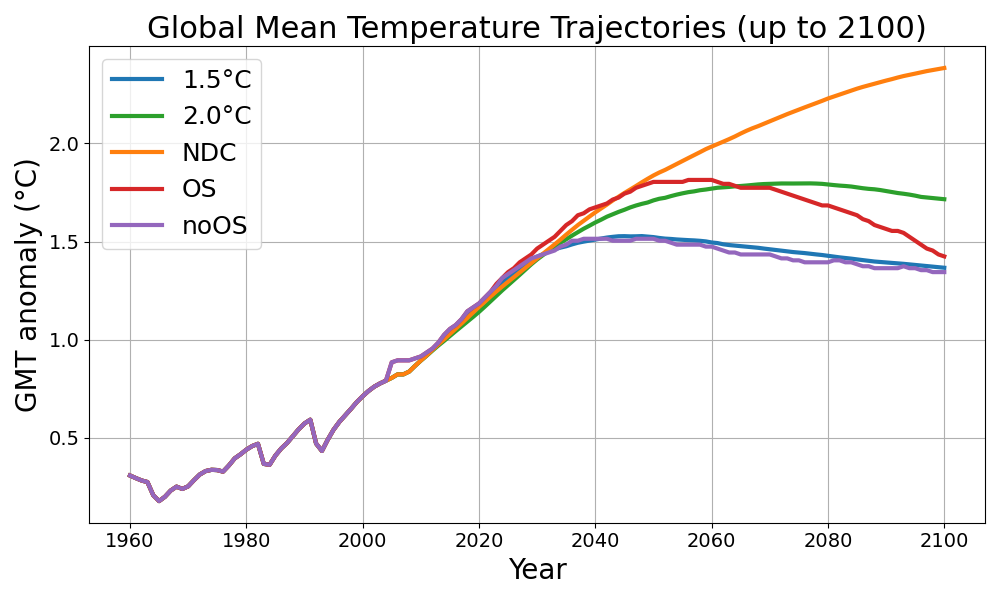 Global Mean Temperature Trajectories (up to 2100)
1.5°C
2.0°C
NDC
OS
noOS
GMT anomaly (°C)
2.0
1.5
1.0
0.5
1960 1980 2000 2020 2040 2060 2080 2100
Year